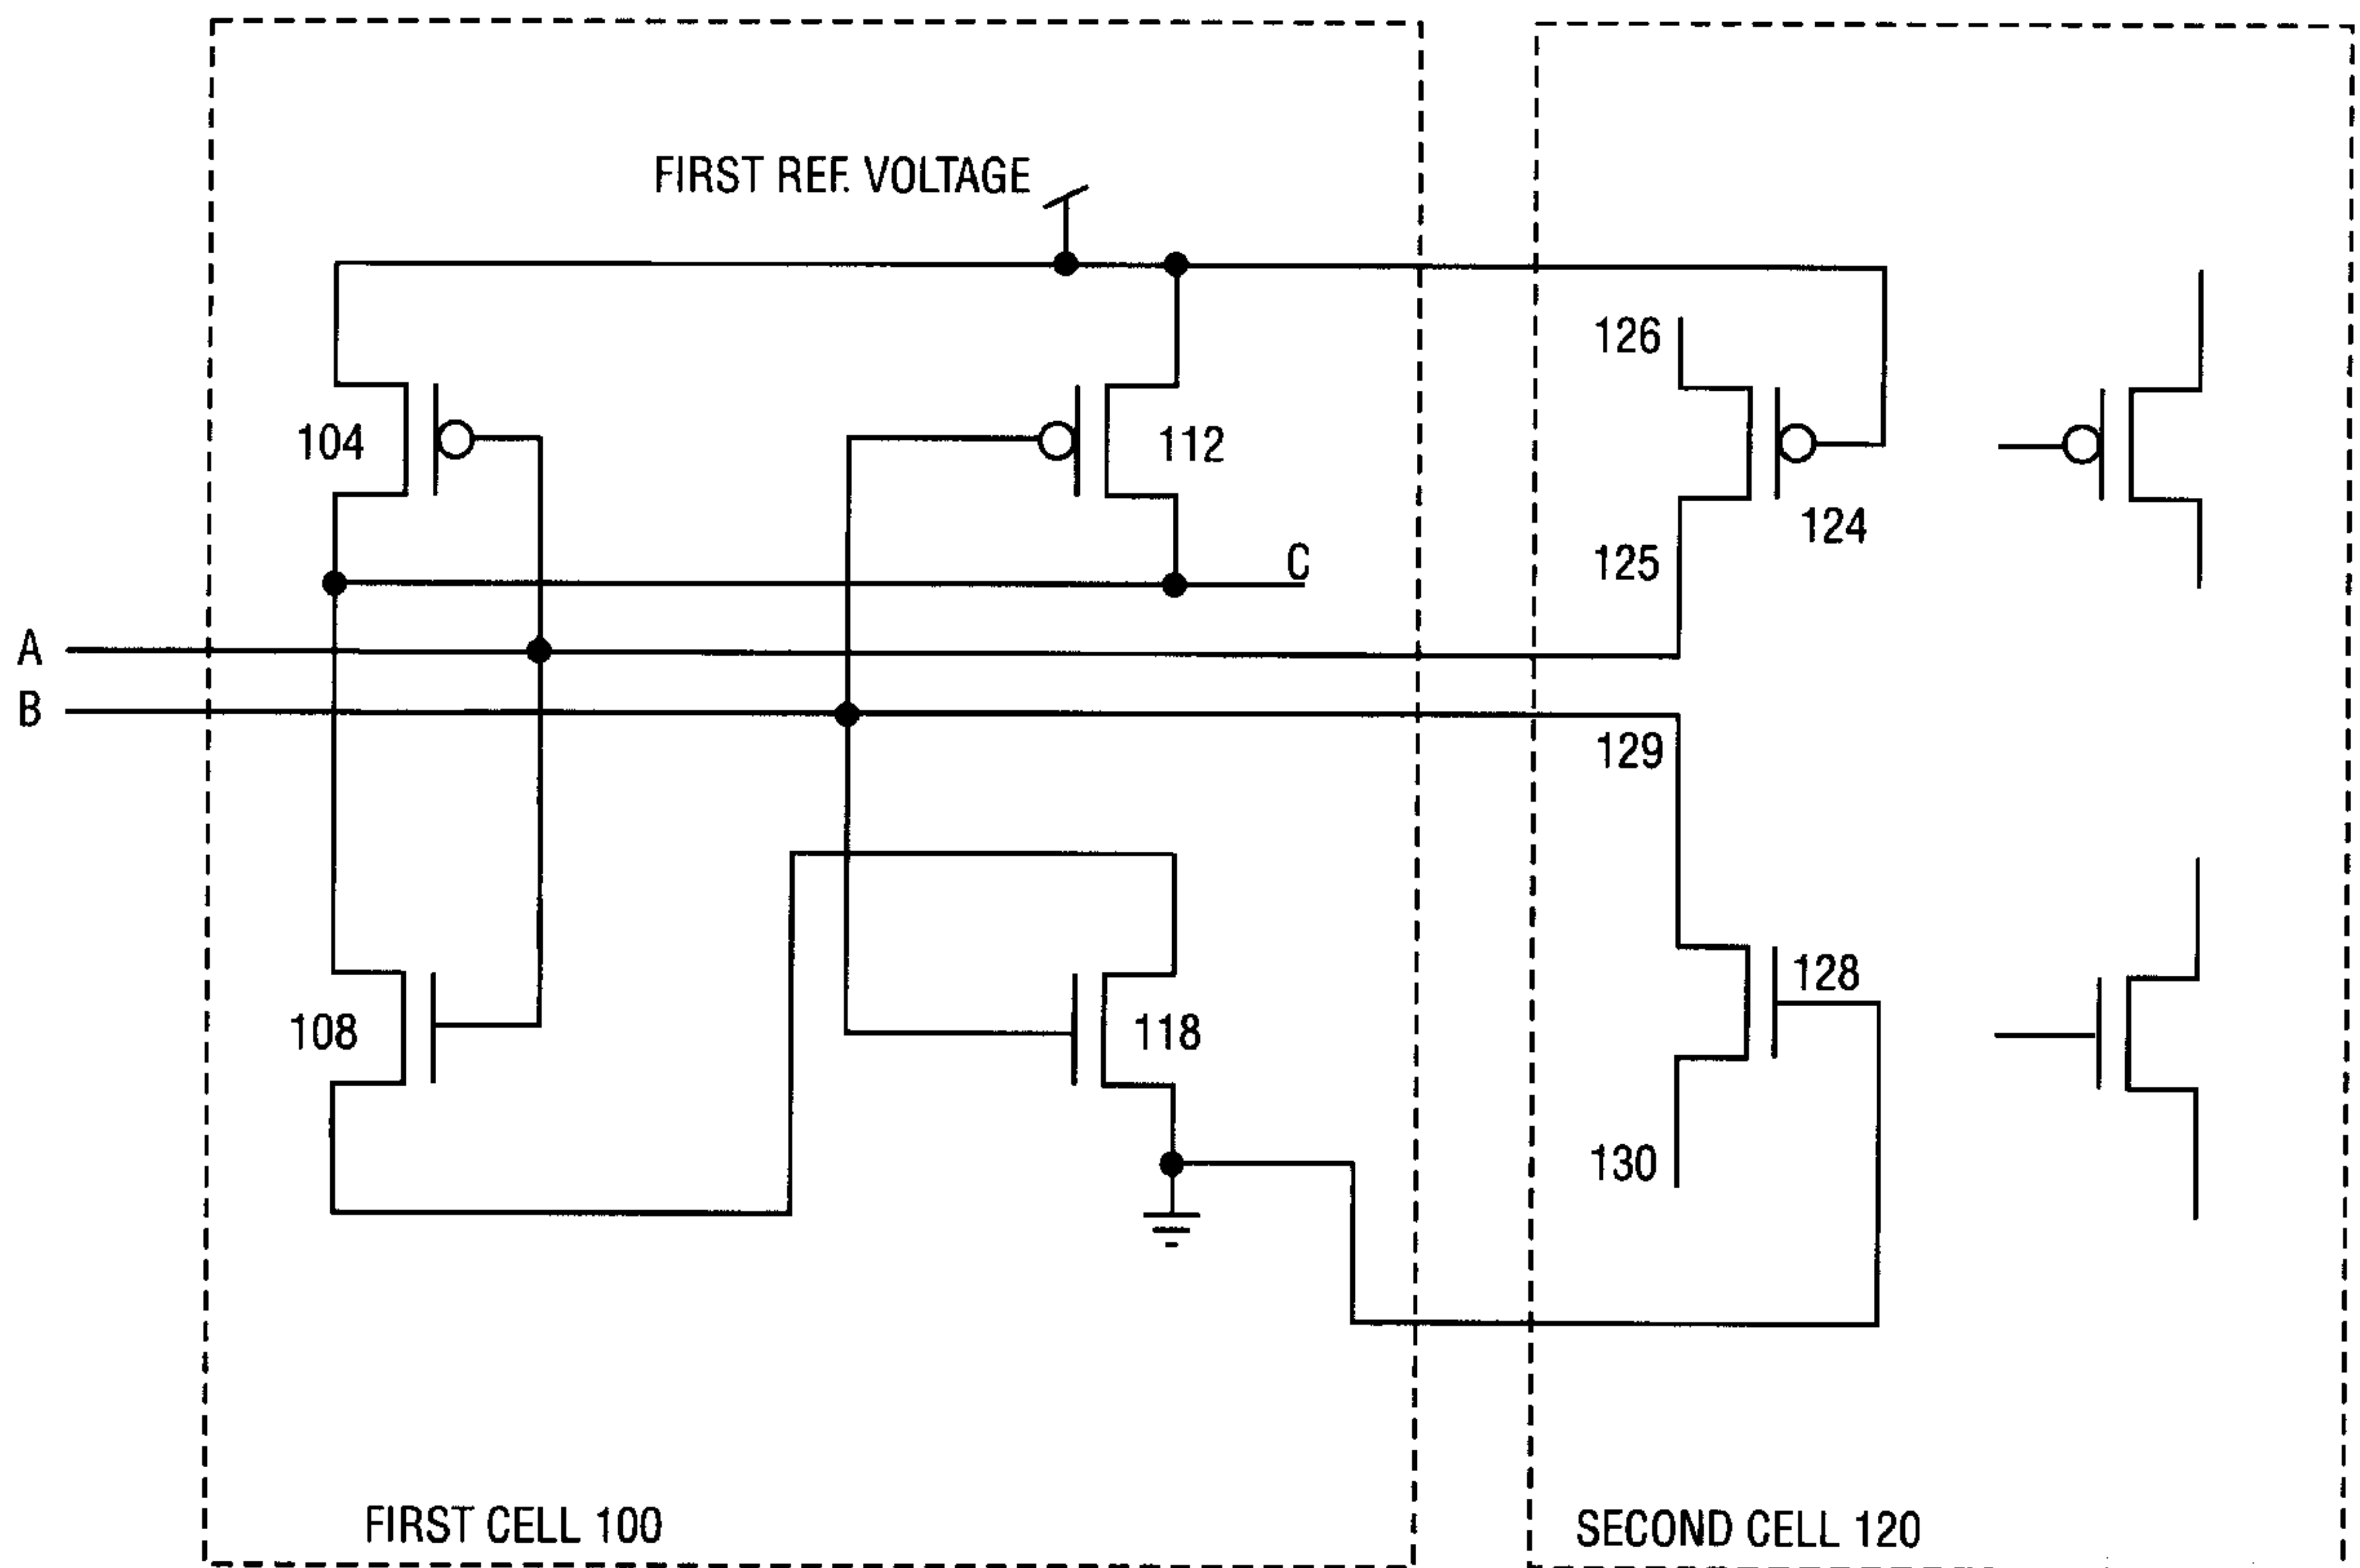 FIRST REF. VOLTAGE
126
104
112
124
125
C
A
B
129
128
108
118
130
FIRST CELL 100
SECOND CELL 120